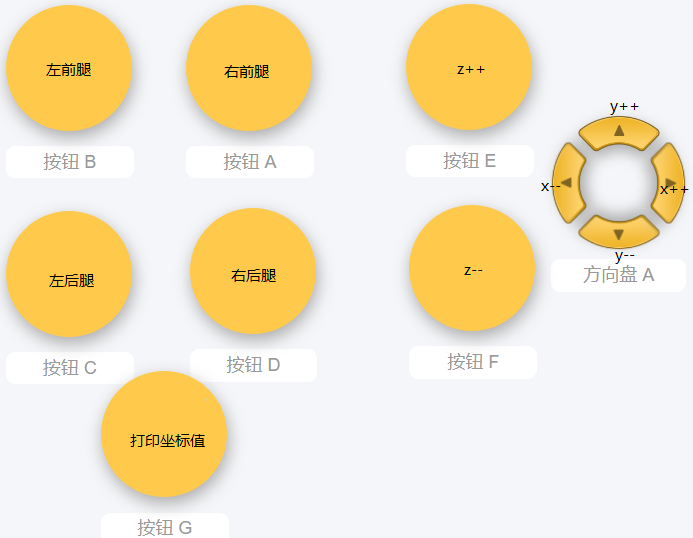 左前腿
右前腿
z++
按钮 B
按钮 A
按钮 E
y++
x--
x++
y--
方向盘 A
左后腿
右后腿
z--
按钮 C
按钮 D
按钮 F
打印坐标值
按钮 G